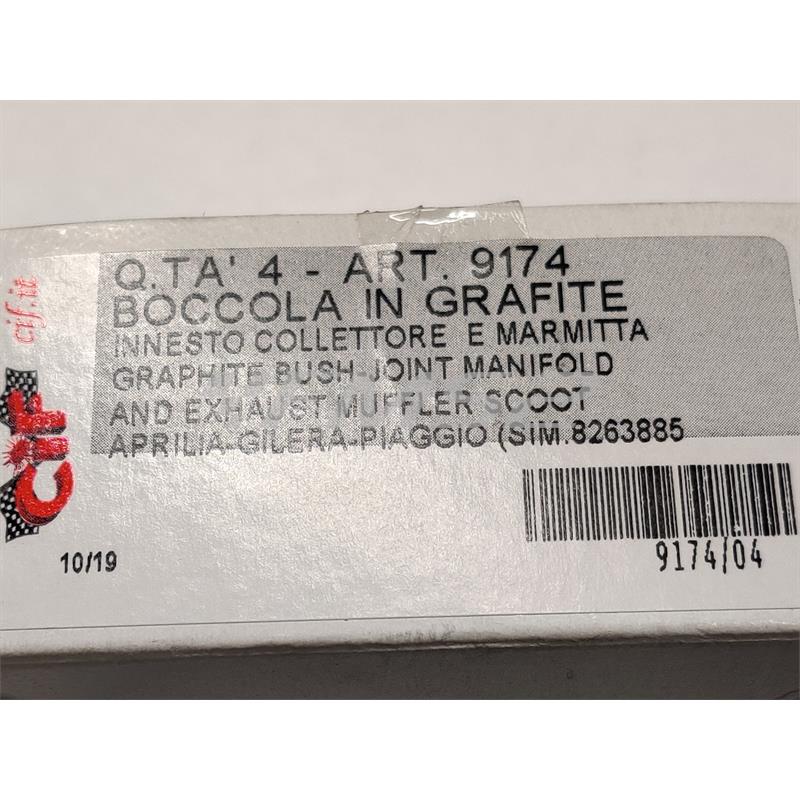 Q.TA' 4 - ART. 9174
BOCCOLA IN GRAFITE
INNESTO COLLETTORE E MARMITTA
GRAPHITE BUSH-JOINT MANIFOLD
AND EXHAUST MUFFLER SCOOT
APRILIA-GILERA-PIAGGIO (SIM.8263885
cif.it
CIF
10/19
9174/04